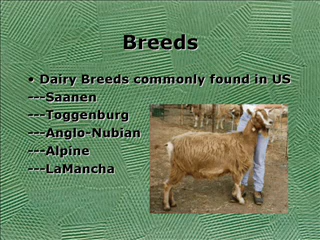 Breeds
• Dairy Breeds commonly found in US
---Saanen
---Toggenburg
---Anglo-Nubian
---Alpine
---LaMancha